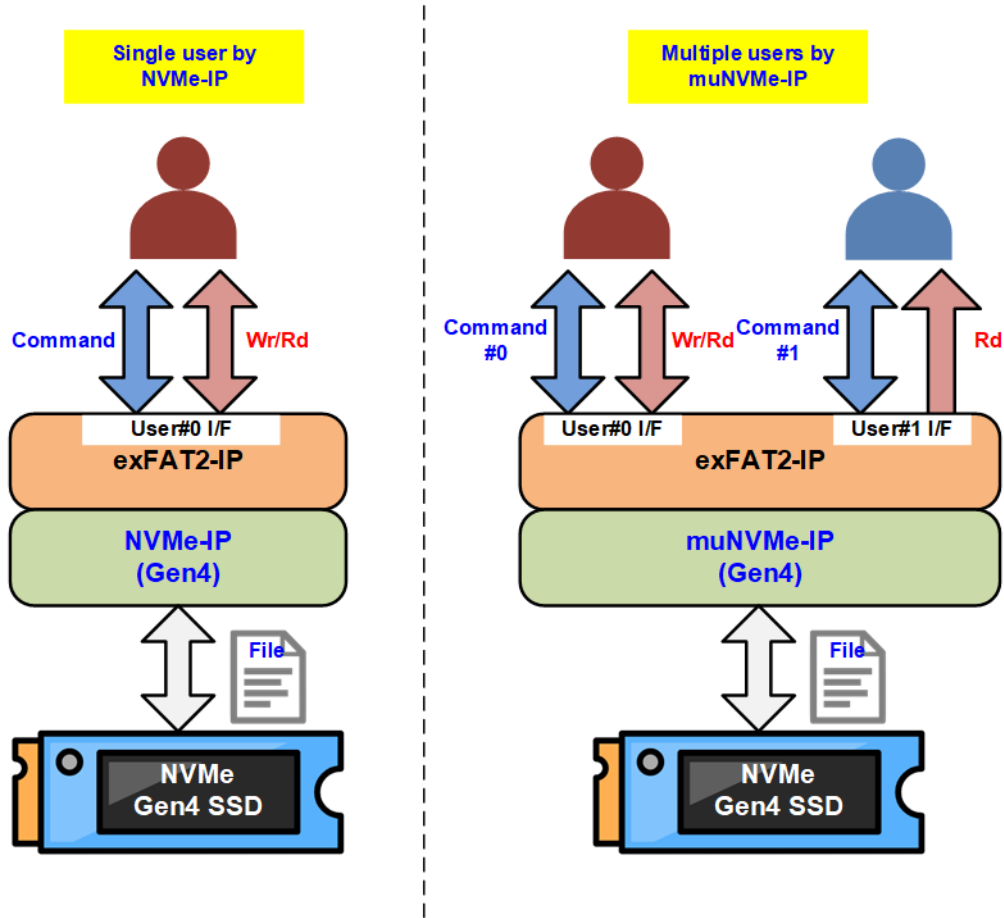 Single user by
NVMe-IP
Command
Wr/Rd
User#0 I/F
exFAT2-IP
NVMe-IP
(Gen4)
File
NVMe
Gen4 SSD
Multiple users by
muNVMe-IP
Command
#0
Wr/Rd
Command
#1
Rd
User#0 I/F
User#1 I/F
exFAT2-IP
muNVMe-IP
(Gen4)
File
NVMe
Gen4 SSD